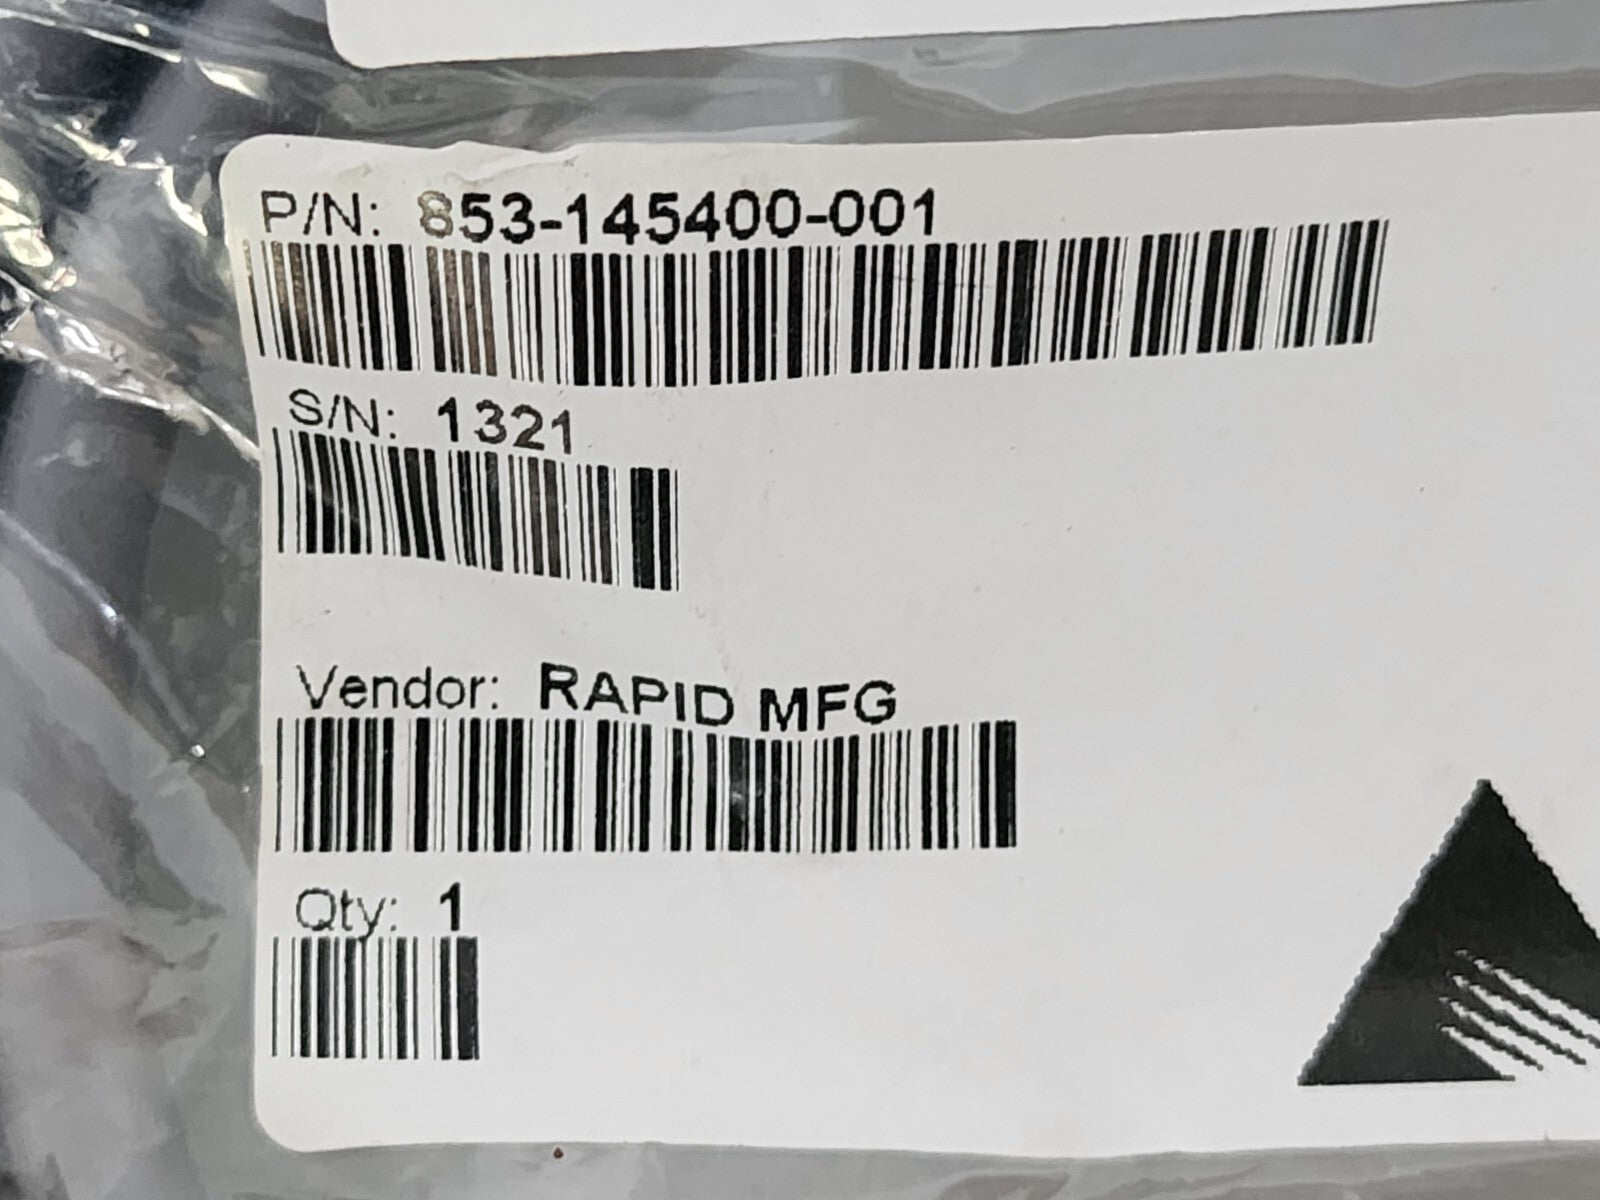 P/N: 853-145400-001
S/N: 1321
Vendor: RAPID MFG
Qty: 1